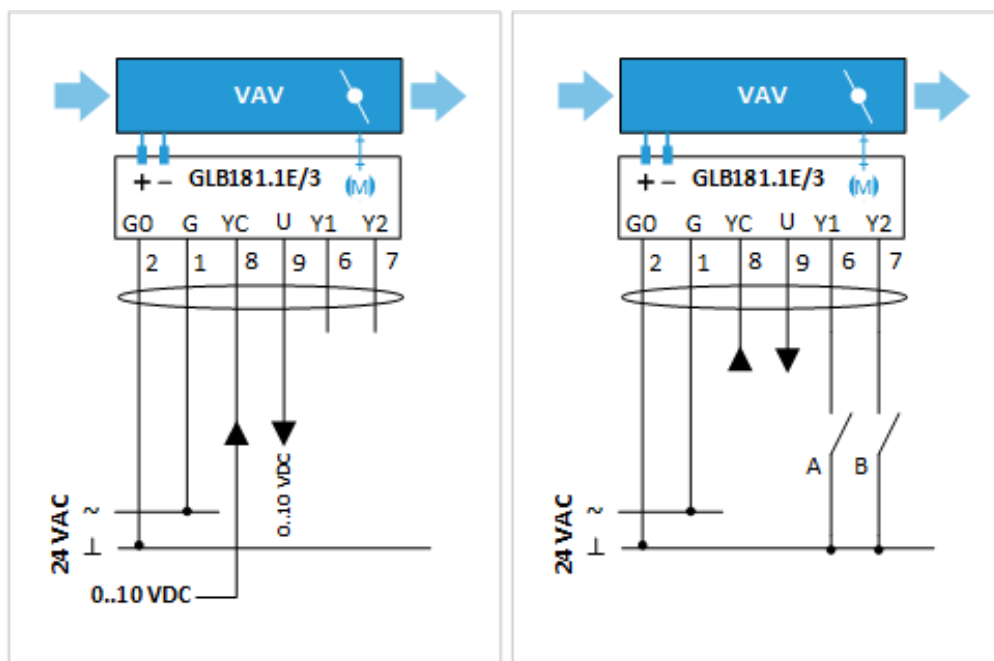 VAV
+ – GLB181.1E/3 (M)
G0 G YC U Y1 Y2
2 1 8 9 6 7
0..10 VDC
24 VAC
~
⊥
0..10 VDC
VAV
+ – GLB181.1E/3 (M)
G0 G YC U Y1 Y2
2 1 8 9 6 7
A B
24 VAC
~
⊥